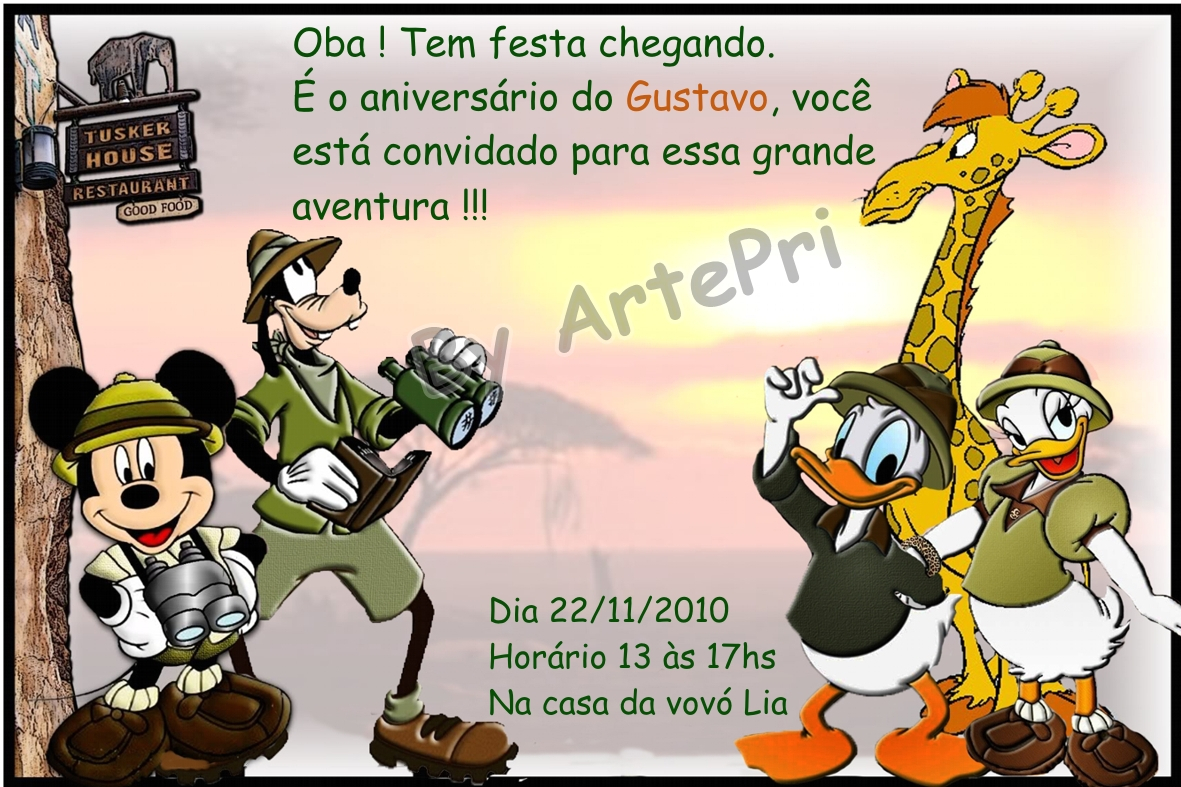 TUSKER
HOUSE
RESTAURANT
GOOD FOOD
Oba ! Tem festa chegando.
É o aniversário do Gustavo, você
está convidado para essa grande
aventura !!!
By ArtePri
Dia 22/11/2010
Horário 13 às 17hs
Na casa da vovó Lia